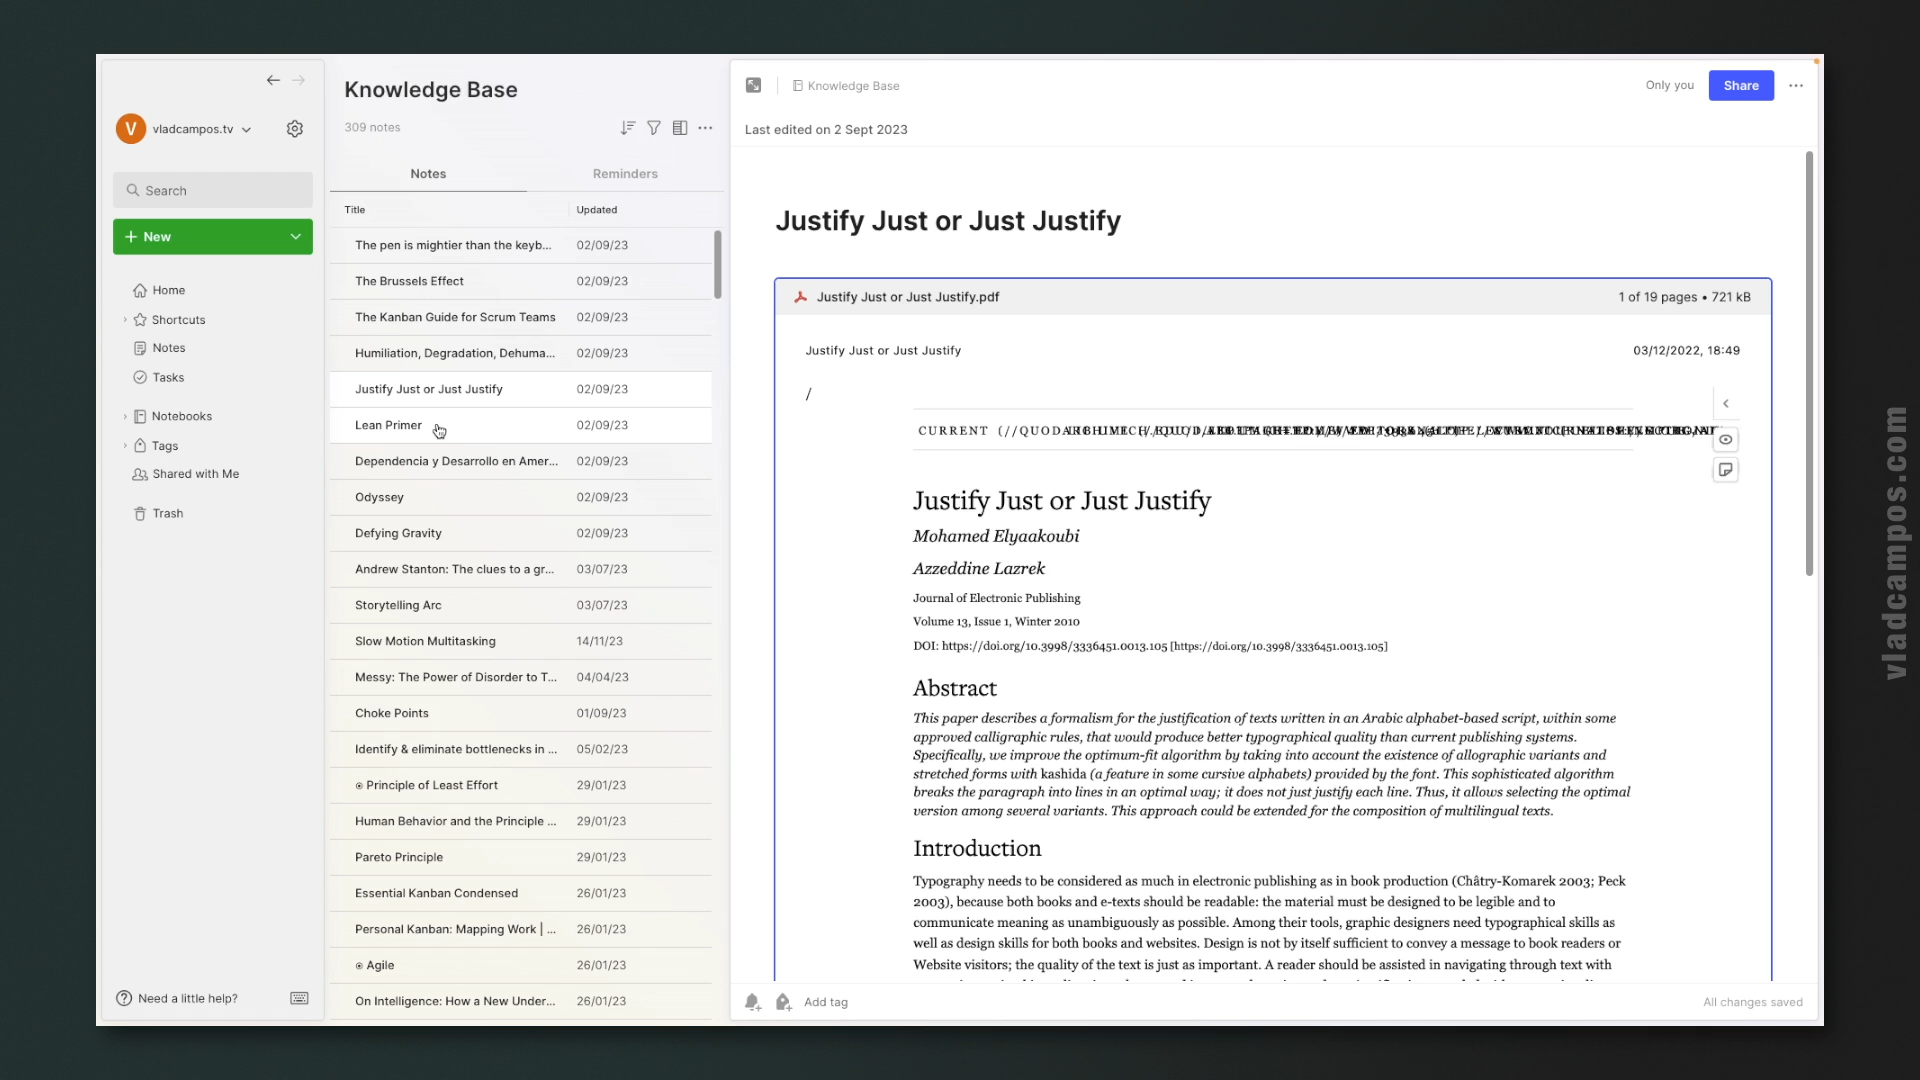 V
vladcampos.tv
Search
New
Home
Shortcuts
Notes
Tasks
Notebooks
Tags
Shared with Me
Trash
Need a little help?
Knowledge Base
309 notes
Notes
Reminders
Title
Updated
The pen is mightier than the keyb... 02/09/23
The Brussels Effect 02/09/23
The Kanban Guide for Scrum Teams 02/09/23
Humiliation, Degradation, Dehuma... 02/09/23
Justify Just or Just Justify 02/09/23
Lean Primer 02/09/23
Dependencia y Desarrollo en Amer... 02/09/23
Odyssey 02/09/23
Defying Gravity 02/09/23
Andrew Stanton: The clues to a gr... 03/07/23
Storytelling Arc 03/07/23
Slow Motion Multitasking 14/11/23
Messy: The Power of Disorder to T... 04/04/23
Choke Points 01/09/23
Identify & eliminate bottlenecks in ... 05/02/23
Principle of Least Effort 29/01/23
Human Behavior and the Principle ... 29/01/23
Pareto Principle 29/01/23
Essential Kanban Condensed 26/01/23
Personal Kanban: Mapping Work | ... 26/01/23
Agile 26/01/23
On Intelligence: How a New Under... 26/01/23
Knowledge Base
Only you
Share
Last edited on 2 Sept 2023
Justify Just or Just Justify
Justify Just or Just Justify.pdf
1 of 19 pages • 721 kB
Justify Just or Just Justify
03/12/2022, 18:49
/
CURRENT
Justify Just or Just Justify
Mohamed Elyaakoubi
Azzeddine Lazrek
Journal of Electronic Publishing
Volume 13, Issue 1, Winter 2010
DOI: https://doi.org/10.3998/3336451.0013.105 [https://doi.org/10.3998/3336451.0013.105]
Abstract
This paper describes a formalism for the justification of texts written in an Arabic alphabet-based script, within some
approved calligraphic rules, that would produce better typographical quality than current publishing systems.
Specifically, we improve the optimum-fit algorithm by taking into account the existence of allographic variants and
stretched forms with kashida (a feature in some cursive alphabets) provided by the font. This sophisticated algorithm
breaks the paragraph into lines in an optimal way; it does not just justify each line. Thus, it allows selecting the optimal
version among several variants. This approach could be extended for the composition of multilingual texts.
Introduction
Typography needs to be considered as much in electronic publishing as in book production (Châtry-Komarek 2003; Peck
2003), because both books and e-texts should be readable: the material must be designed to be legible and to
communicate meaning as unambiguously as possible. Among their tools, graphic designers need typographical skills as
well as design skills for both books and websites. Design is not by itself sufficient to convey a message to book readers or
Website visitors; the quality of the text is just as important. A reader should be assisted in navigating through text with
Add tag
All changes saved
vladcampos.com